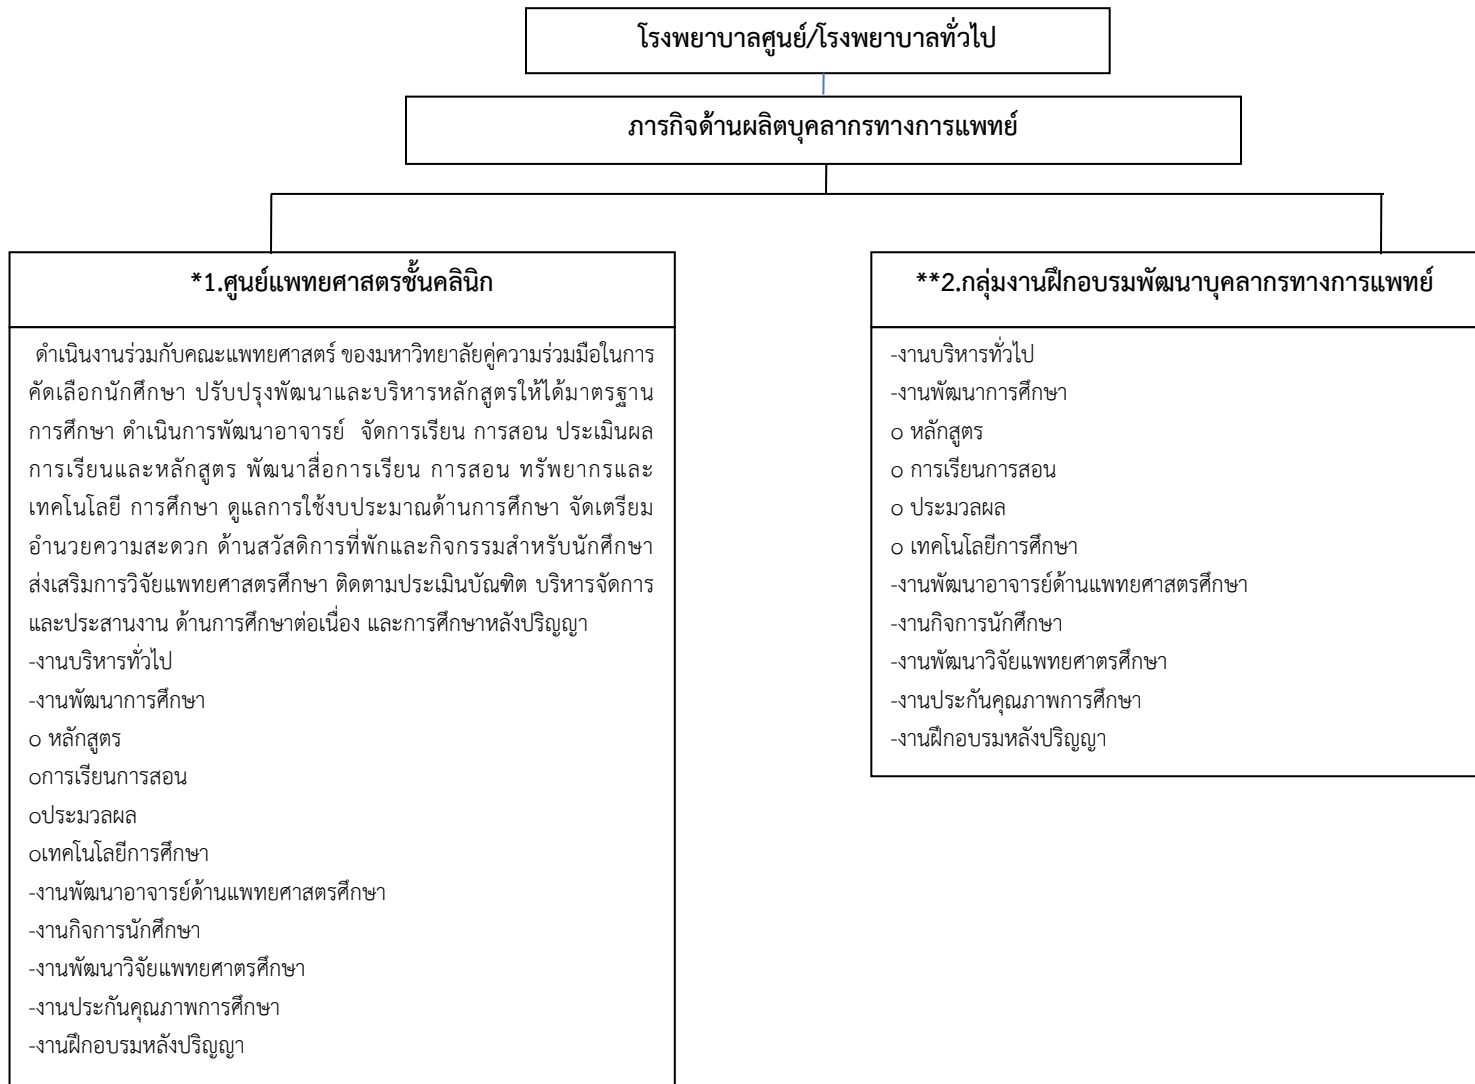 โรงพยาบาลศูนย์/โรงพยาบาลทั่วไป
ภารกิจด้านผลิตบุคลากรทางการแพทย์
*1.ศูนย์แพทยศาสตรชั้นคลินิก
ดำเนินงานร่วมกับคณะแพทยศาสตร์ ของมหาวิทยาลัยคู่ความร่วมมือในการ
คัดเลือกนักศึกษา ปรับปรุงพัฒนาและบริหารหลักสูตรให้ได้มาตรฐาน
การศึกษา ดำเนินการพัฒนาอาจารย์ จัดการเรียน การสอน ประเมินผล
การเรียนและหลักสูตร พัฒนาสื่อการเรียน การสอน ทรัพยากรและ
เทคโนโลยี การศึกษา ดูแลการใช้งบประมาณด้านการศึกษา จัดเตรียม
อำนวยความสะดวก ด้านสวัสดิการที่พักและกิจกรรมสำหรับนักศึกษา
ส่งเสริมการวิจัยแพทยศาสตรศึกษา ติดตามประเมินบัณฑิต บริหารจัดการ
และประสานงาน ด้านการศึกษาต่อเนื่อง และการศึกษาหลังปริญญา
-งานบริหารทั่วไป
-งานพัฒนาการศึกษา
o หลักสูตร
oการเรียนการสอน
oประมวลผล
oเทคโนโลยีการศึกษา
-งานพัฒนาอาจารย์ด้านแพทยศาสตรศึกษา
-งานกิจการนักศึกษา
-งานพัฒนาวิจัยแพทยศาตรศึกษา
-งานประกันคุณภาพการศึกษา
-งานฝึกอบรมหลังปริญญา
**2.กลุ่มงานฝึกอบรมพัฒนาบุคลากรทางการแพทย์
-งานบริหารทั่วไป
-งานพัฒนาการศึกษา
o หลักสูตร
o การเรียนการสอน
o ประมวลผล
o เทคโนโลยีการศึกษา
-งานพัฒนาอาจารย์ด้านแพทยศาสตรศึกษา
-งานกิจการนักศึกษา
-งานพัฒนาวิจัยแพทยศาตรศึกษา
-งานประกันคุณภาพการศึกษา
-งานฝึกอบรมหลังปริญญา